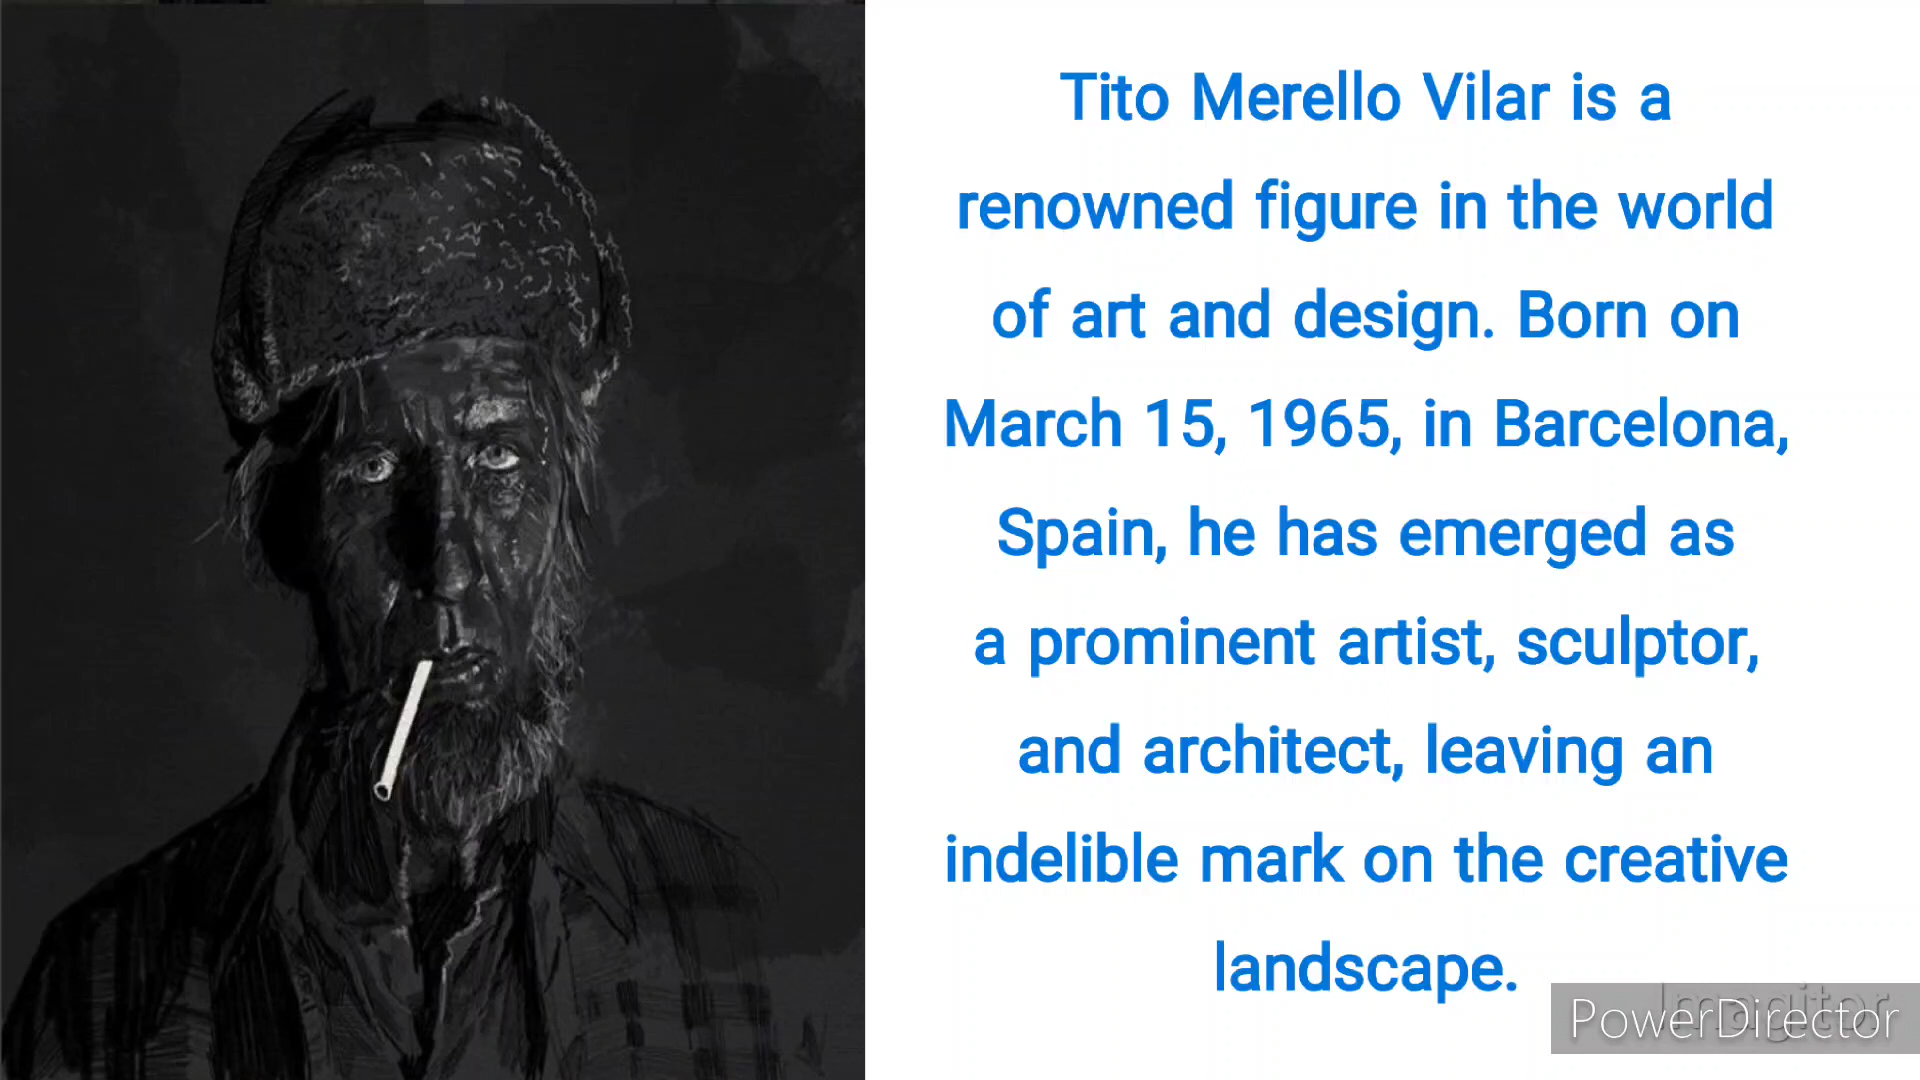 Tito Merello Vilar is a
renowned figure in the world
of art and design. Born on
March 15, 1965, in Barcelona,
Spain, he has emerged as
a prominent artist, sculptor,
and architect, leaving an
indelible mark on the creative
landscape.
Imagitor
PowerDirector